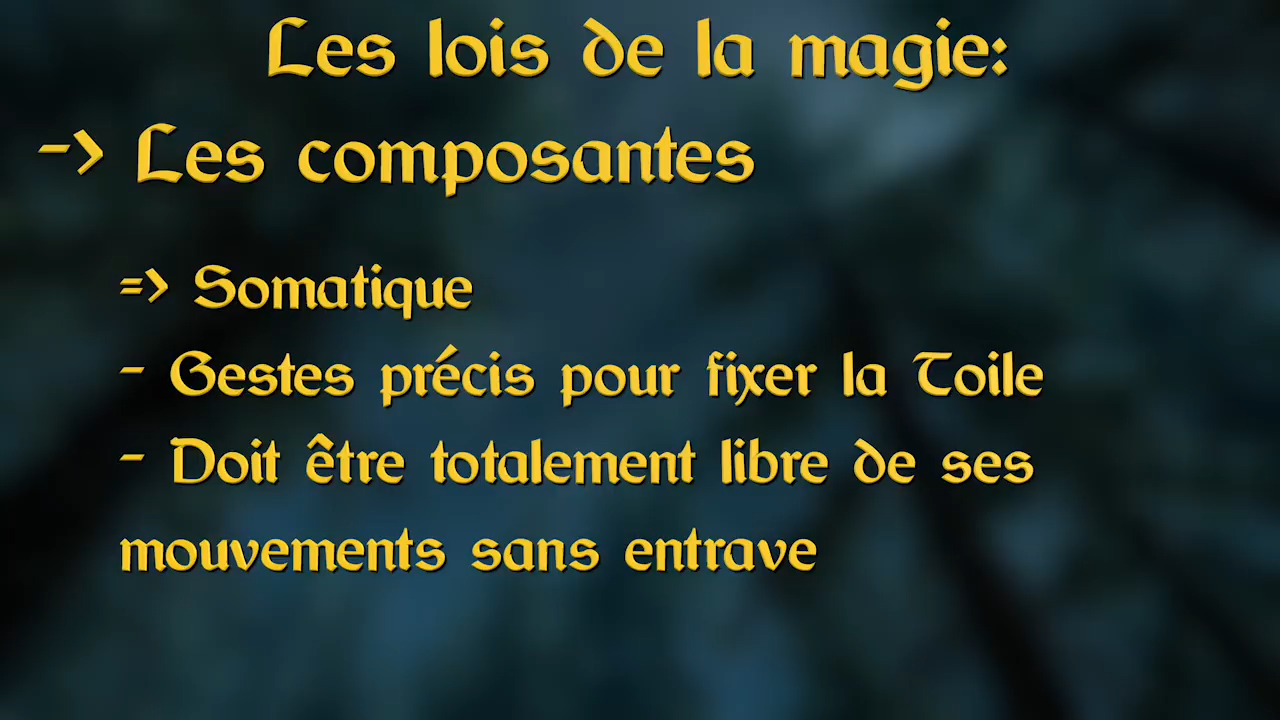 Les lois de la magie:
-> Les composantes
=> Somatique
- Gestes précis pour fixer la Toile
- Doit être totalement libre de ses
mouvements sans entrave